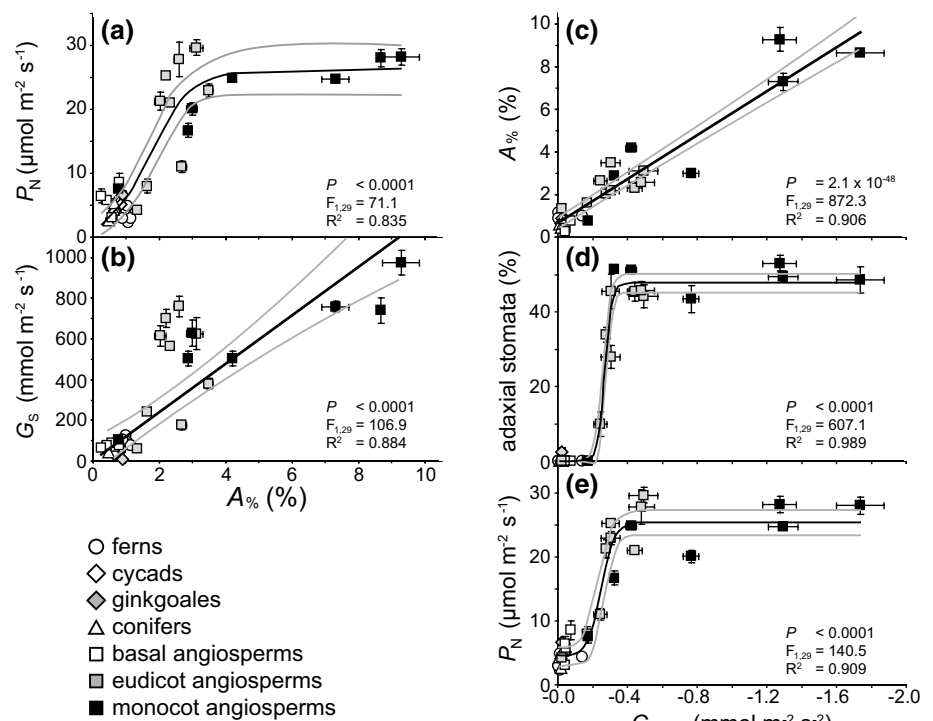 (a)
30
20
10
0
P_N (μmol m⁻² s⁻¹)
P < 0.0001
F₁,₂₉ = 71.1
R² = 0.835
(b)
1000
800
600
400
200
0
G_S (mmol m⁻² s⁻¹)
P < 0.0001
F₁,₂₉ = 106.9
R² = 0.884
0 2 4 6 8 10
A% (%)
ferns
cycads
ginkgoales
conifers
basal angiosperms
eudicot angiosperms
monocot angiosperms
(c)
10
8
6
4
2
0
A% (%)
P = 2.1 x 10⁻⁴⁸
F₁,₂₉ = 872.3
R² = 0.906
(d)
40
20
0
adaxial stomata (%)
P < 0.0001
F₁,₂₉ = 607.1
R² = 0.989
(e)
30
20
10
0
P_N (μmol m⁻² s⁻¹)
P < 0.0001
F₁,₂₉ = 140.5
R² = 0.909
-0.0 -0.4 -0.8 -1.2 -1.6 -2.0